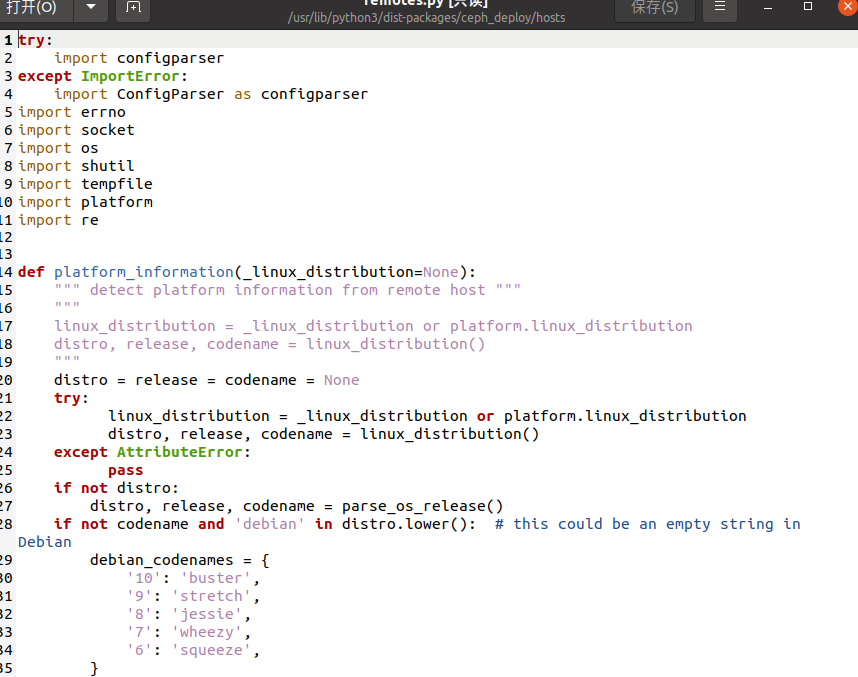 打开(O)
remotes.py [只读]
/usr/lib/python3/dist-packages/ceph_deploy/hosts
保存(S)
1 try:
2     import configparser
3 except ImportError:
4     import ConfigParser as configparser
5 import errno
6 import socket
7 import os
8 import shutil
9 import tempfile
10 import platform
11 import re
12
13
14 def platform_information(_linux_distribution=None):
15     """ detect platform information from remote host """
16     """
17     linux_distribution = _linux_distribution or platform.linux_distribution
18     distro, release, codename = linux_distribution()
19     """
20     distro = release = codename = None
21     try:
22           linux_distribution = _linux_distribution or platform.linux_distribution
23           distro, release, codename = linux_distribution()
24     except AttributeError:
25           pass
26     if not distro:
27         distro, release, codename = parse_os_release()
28     if not codename and 'debian' in distro.lower():  # this could be an empty string in
Debian
29         debian_codenames = {
30             '10': 'buster',
31             '9': 'stretch',
32             '8': 'jessie',
33             '7': 'wheezy',
34             '6': 'squeeze',
35         }